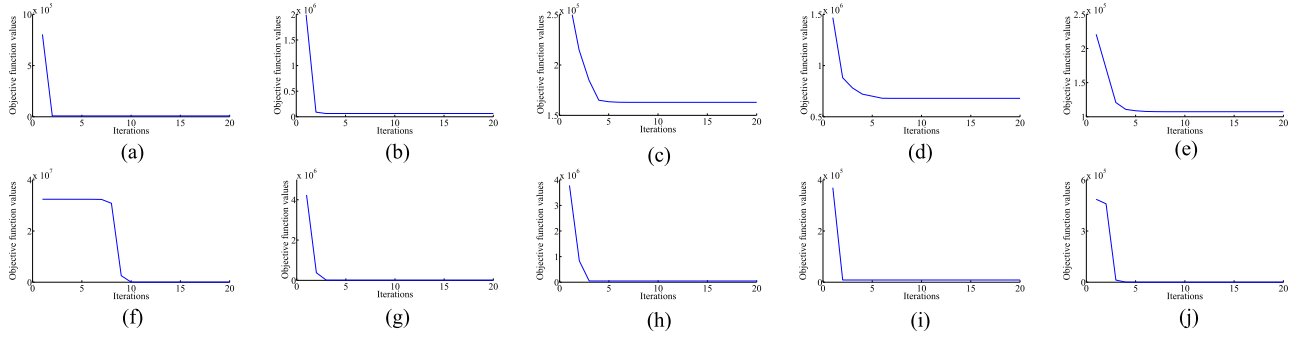 x 10^5
Objective function values
10
5
0
0 5 10 15 20
Iterations
(a)
x 10^6
Objective function values
2
1.5
1
0.5
0
0 5 10 15 20
Iterations
(b)
x 10^5
Objective function values
2.5
2
1.5
0 5 10 15 20
Iterations
(c)
x 10^6
Objective function values
1.5
1
0.5
0 5 10 15 20
Iterations
(d)
x 10^5
Objective function values
2.5
2
1.5
1
0 5 10 15 20
Iterations
(e)
x 10^7
Objective function values
4
2
0
0 5 10 15 20
Iterations
(f)
x 10^6
Objective function values
4
2
0
0 5 10 15 20
Iterations
(g)
x 10^6
Objective function values
4
3
2
1
0
0 5 10 15 20
Iterations
(h)
x 10^5
Objective function values
4
2
0
0 5 10 15 20
Iterations
(i)
x 10^5
Objective function values
6
3
0
0 5 10 15 20
Iterations
(j)